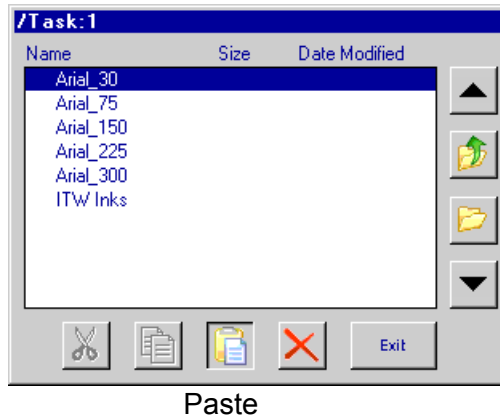 /Task:1
Name Size Date Modified
Arial_30
Arial_75
Arial_150
Arial_225
Arial_300
ITW Inks
Exit
Paste